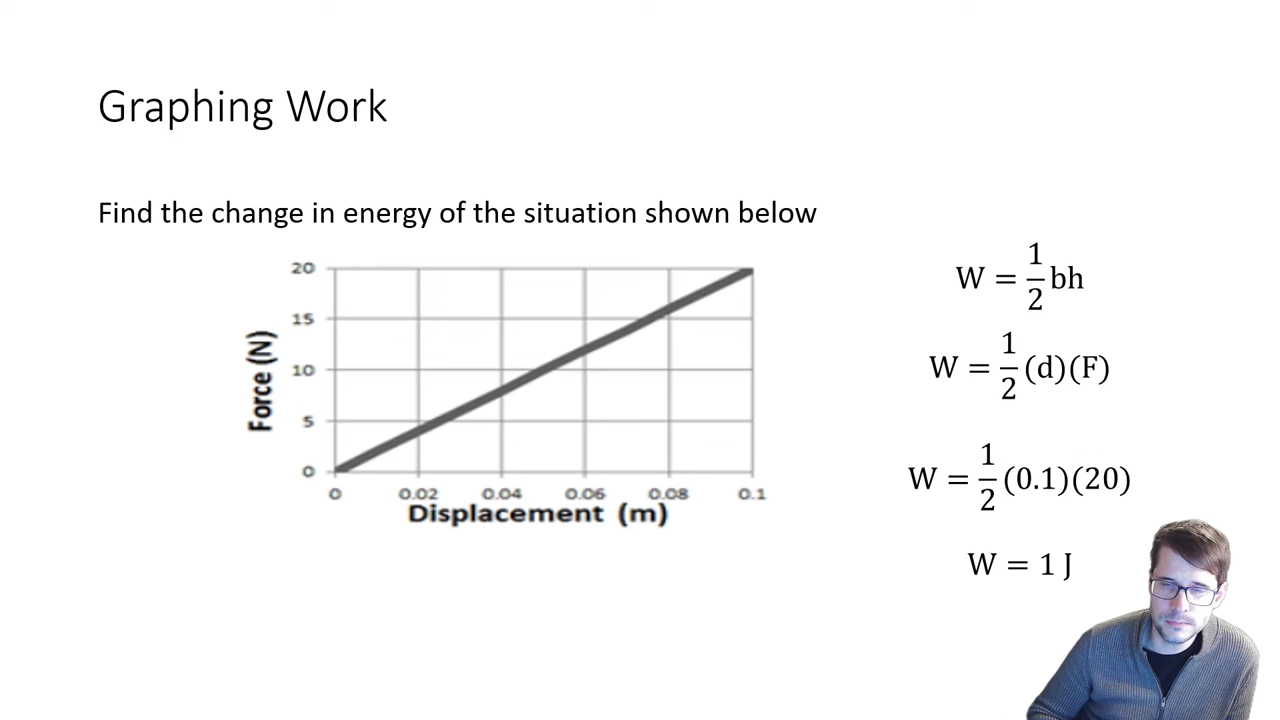 Graphing Work
Find the change in energy of the situation shown below
20
15
10
5
0
Force (N)
0 0.02 0.04 0.06 0.08 0.1
Displacement (m)
W = 1/2 bh
W = 1/2 (d)(F)
W = 1/2 (0.1)(20)
W = 1 J